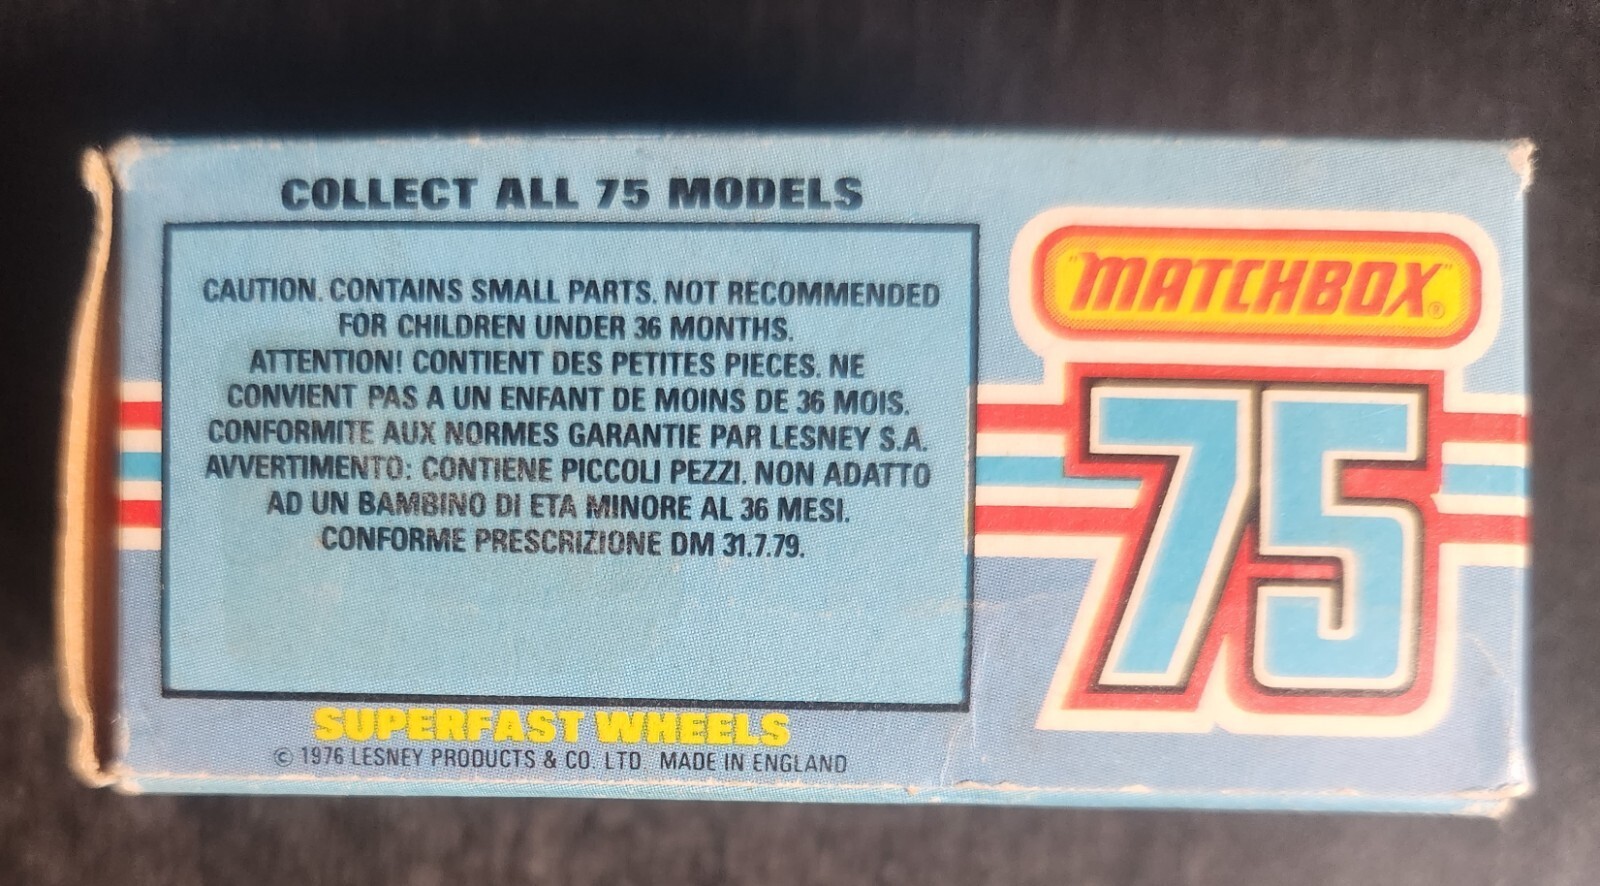 COLLECT ALL 75 MODELS
CAUTION. CONTAINS SMALL PARTS. NOT RECOMMENDED
FOR CHILDREN UNDER 36 MONTHS.
ATTENTION! CONTIENT DES PETITES PIECES. NE
CONVIENT PAS A UN ENFANT DE MOINS DE 36 MOIS.
CONFORMITE AUX NORMES GARANTIE PAR LESNEY S.A.
AVVERTIMENTO: CONTIENE PICCOLI PEZZI. NON ADATTO
AD UN BAMBINO DI ETA MINORE AL 36 MESI.
CONFORME PRESCRIZIONE DM 31.7.79.
SUPERFAST WHEELS
© 1976 LESNEY PRODUCTS & CO. LTD. MADE IN ENGLAND
"MATCHBOX"®
75